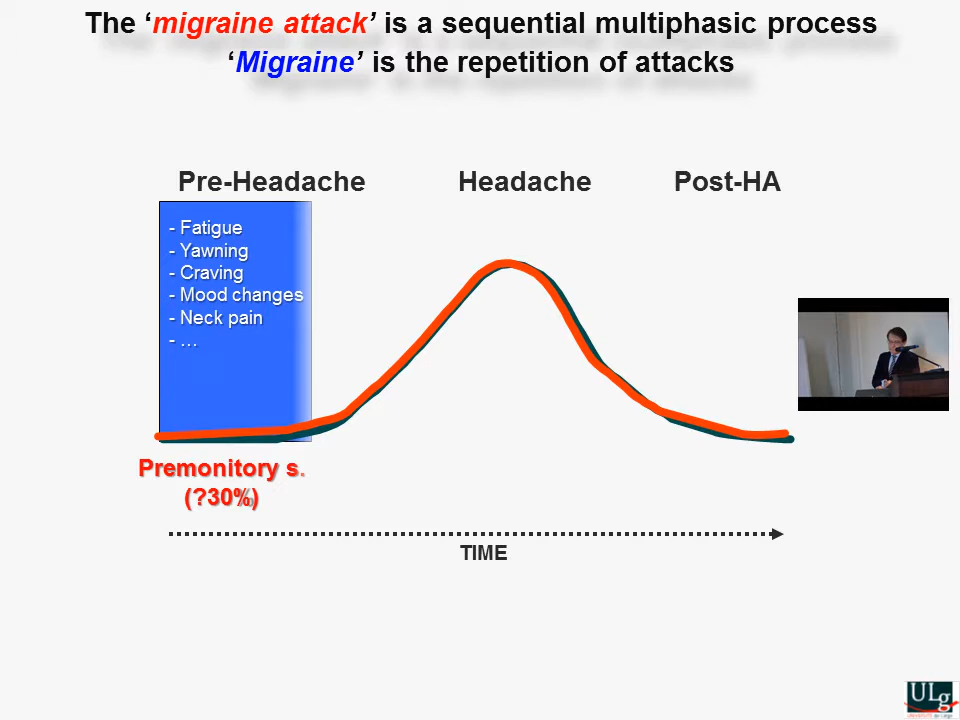 The ‘migraine attack’ is a sequential multiphasic process
‘Migraine’ is the repetition of attacks
Pre-Headache
Headache
Post-HA
- Fatigue
- Yawning
- Craving
- Mood changes
- Neck pain
- …
Premonitory s.
(?30%)
TIME
ULg